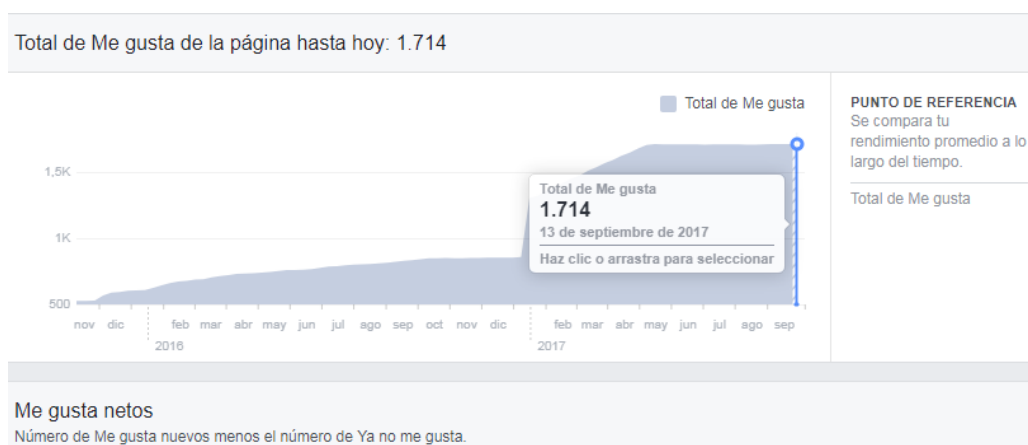 Total de Me gusta de la página hasta hoy: 1.714
Total de Me gusta
PUNTO DE REFERENCIA
Se compara tu
rendimiento promedio a lo
largo del tiempo.
Total de Me gusta
1,5K
1K
500
Total de Me gusta
1.714
13 de septiembre de 2017
Haz clic o arrastra para seleccionar
nov dic feb mar abr may jun jul ago sep oct nov dic feb mar abr may jun jul ago sep
2016 2017
Me gusta netos
Número de Me gusta nuevos menos el número de Ya no me gusta.